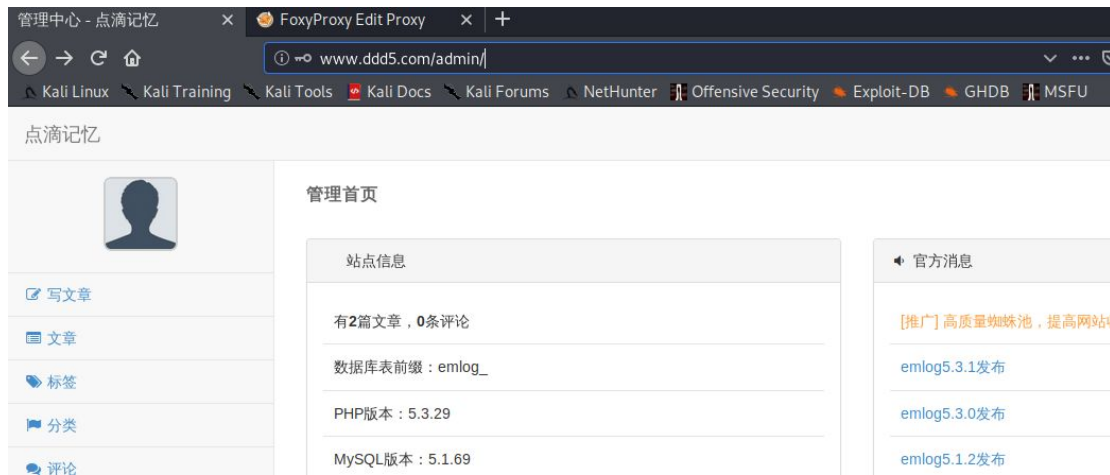 管理中心 - 点滴记忆
FoxyProxy Edit Proxy
www.ddd5.com/admin/
Kali Linux Kali Training Kali Tools Kali Docs Kali Forums NetHunter Offensive Security Exploit-DB GHDB MSFU
点滴记忆
写文章
文章
标签
分类
评论
管理首页
站点信息
有2篇文章，0条评论
数据库表前缀：emlog_
PHP版本：5.3.29
MySQL版本：5.1.69
官方消息
[推广] 高质量蜘蛛池，提高网站
emlog5.3.1发布
emlog5.3.0发布
emlog5.1.2发布